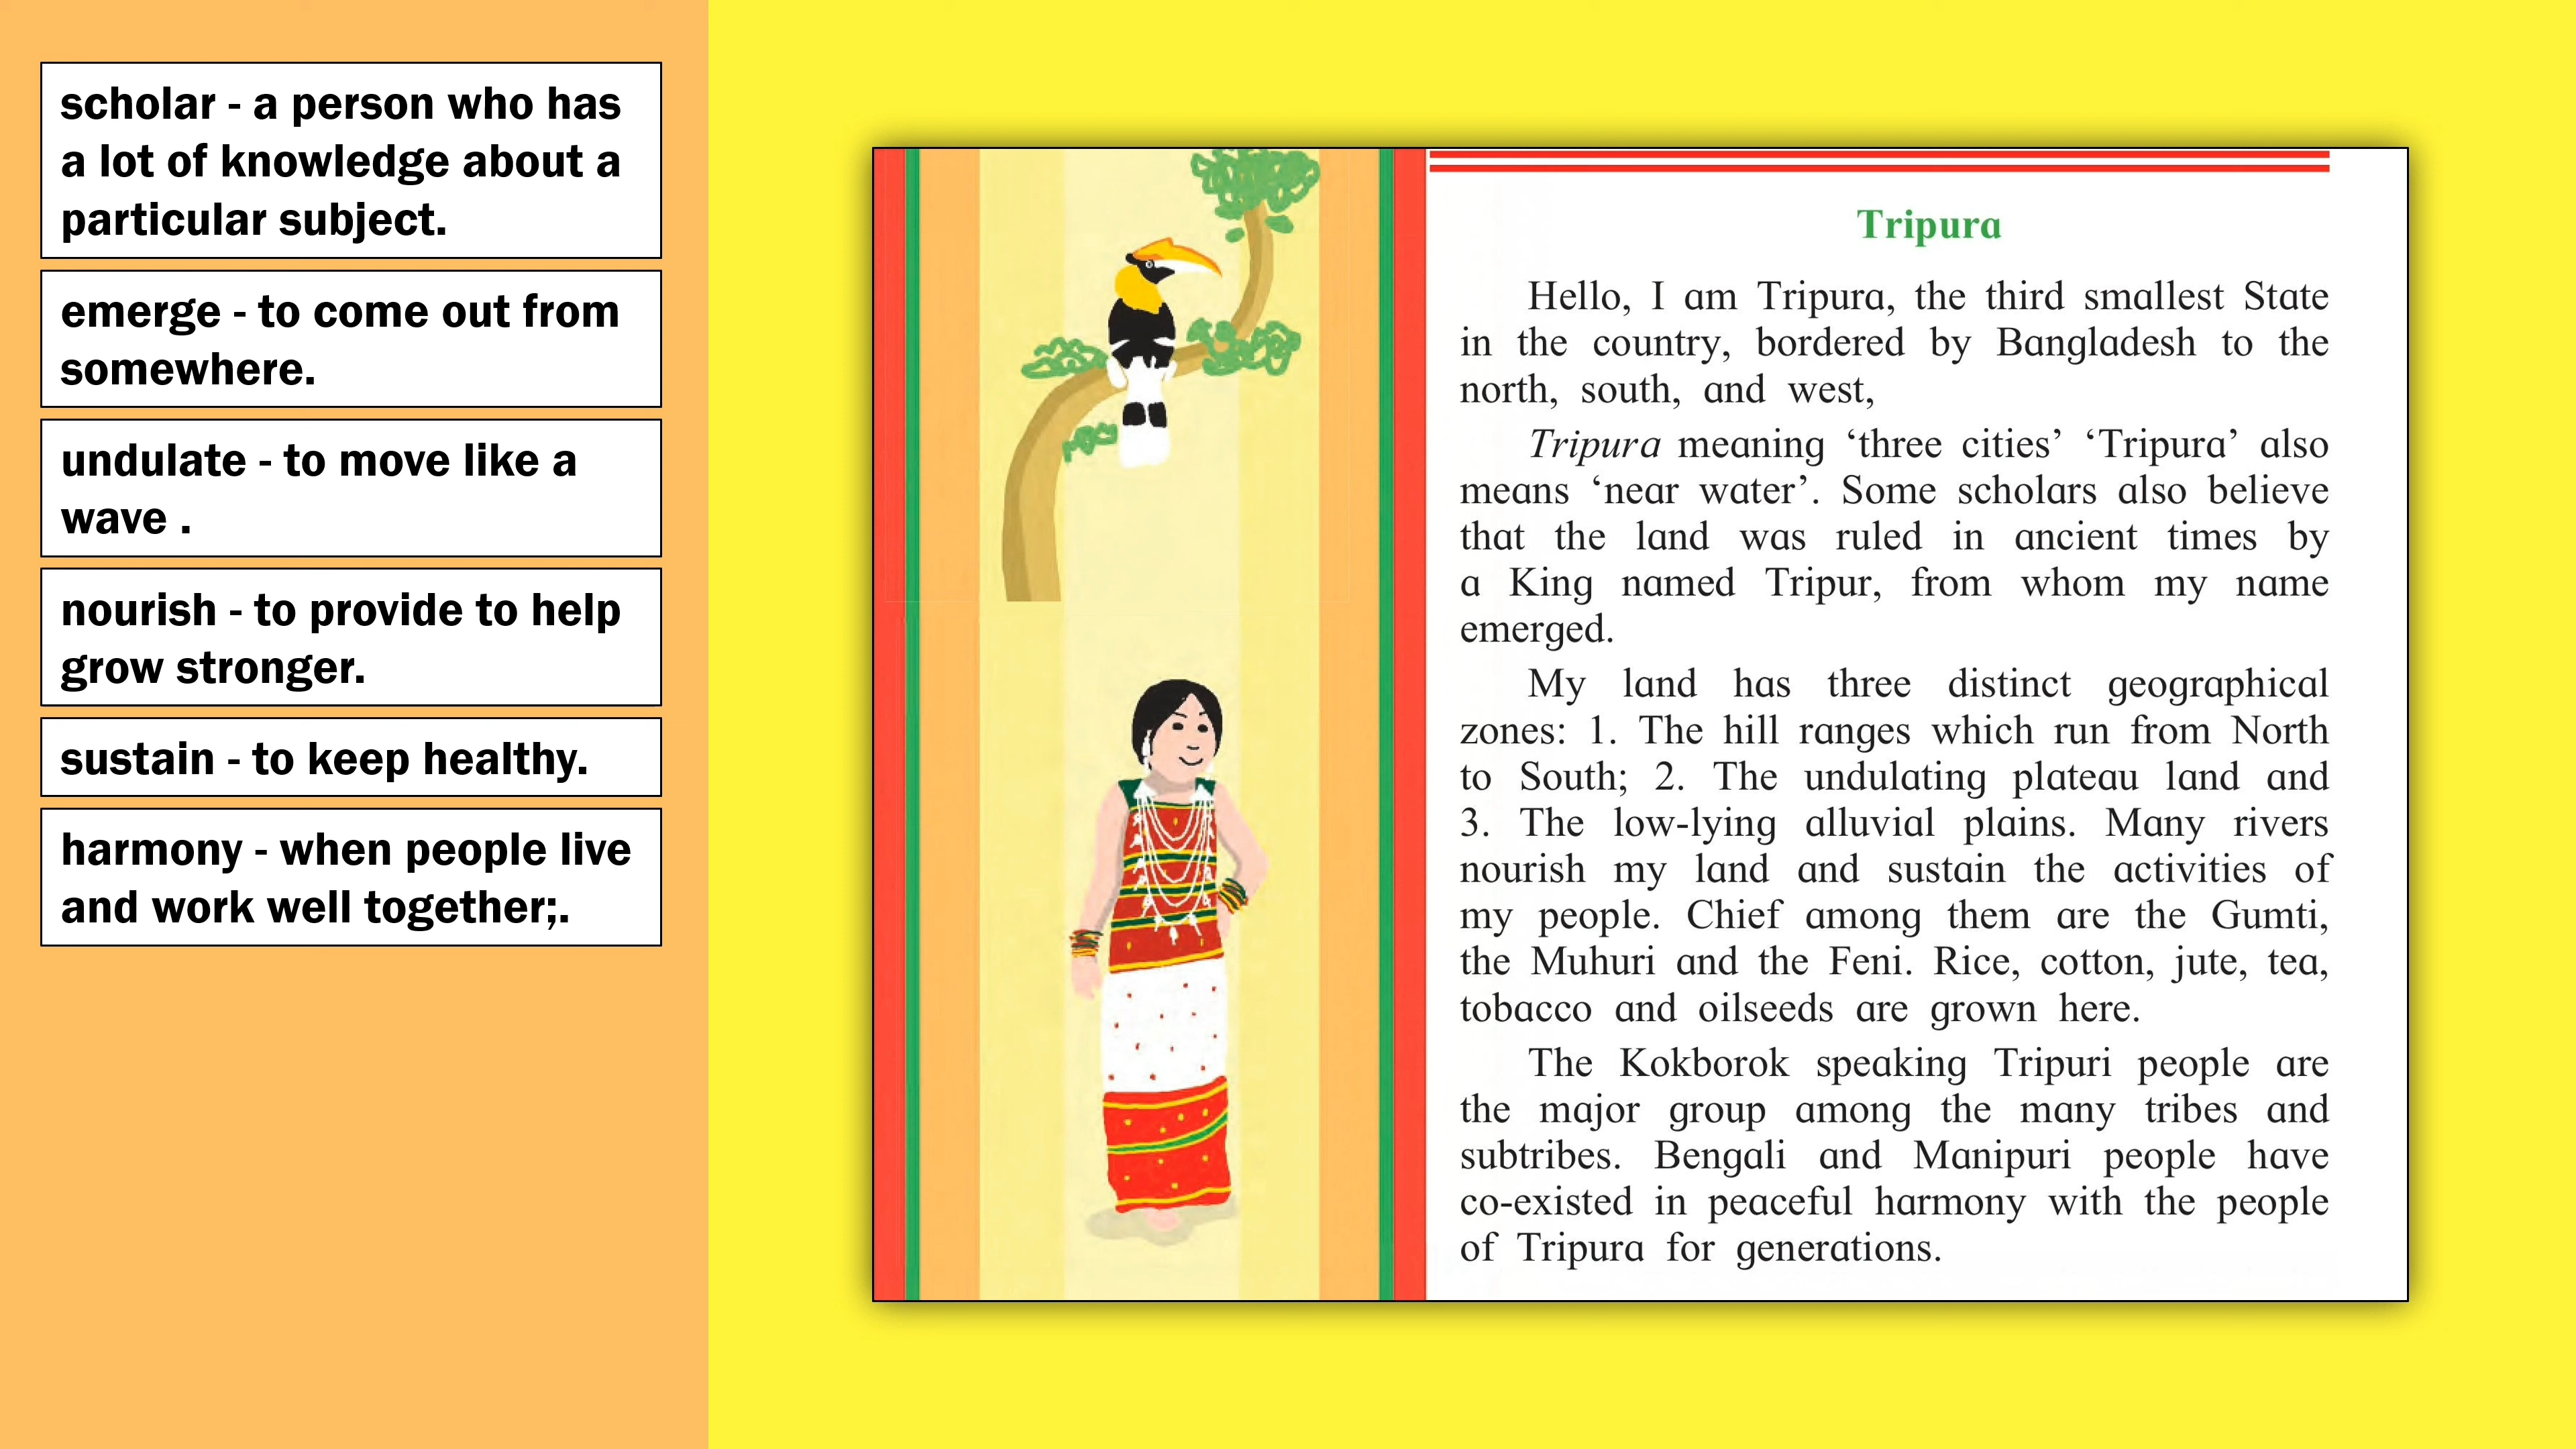 scholar - a person who has
a lot of knowledge about a
particular subject.
emerge - to come out from
somewhere.
undulate - to move like a
wave .
nourish - to provide to help
grow stronger.
sustain - to keep healthy.
harmony - when people live
and work well together;.
Tripura
Hello, I am Tripura, the third smallest State
in the country, bordered by Bangladesh to the
north, south, and west,
Tripura meaning ‘three cities’ ‘Tripura’ also
means ‘near water’. Some scholars also believe
that the land was ruled in ancient times by
a King named Tripur, from whom my name
emerged.
My land has three distinct geographical
zones: 1. The hill ranges which run from North
to South; 2. The undulating plateau land and
3. The low-lying alluvial plains. Many rivers
nourish my land and sustain the activities of
my people. Chief among them are the Gumti,
the Muhuri and the Feni. Rice, cotton, jute, tea,
tobacco and oilseeds are grown here.
The Kokborok speaking Tripuri people are
the major group among the many tribes and
subtribes. Bengali and Manipuri people have
co-existed in peaceful harmony with the people
of Tripura for generations.